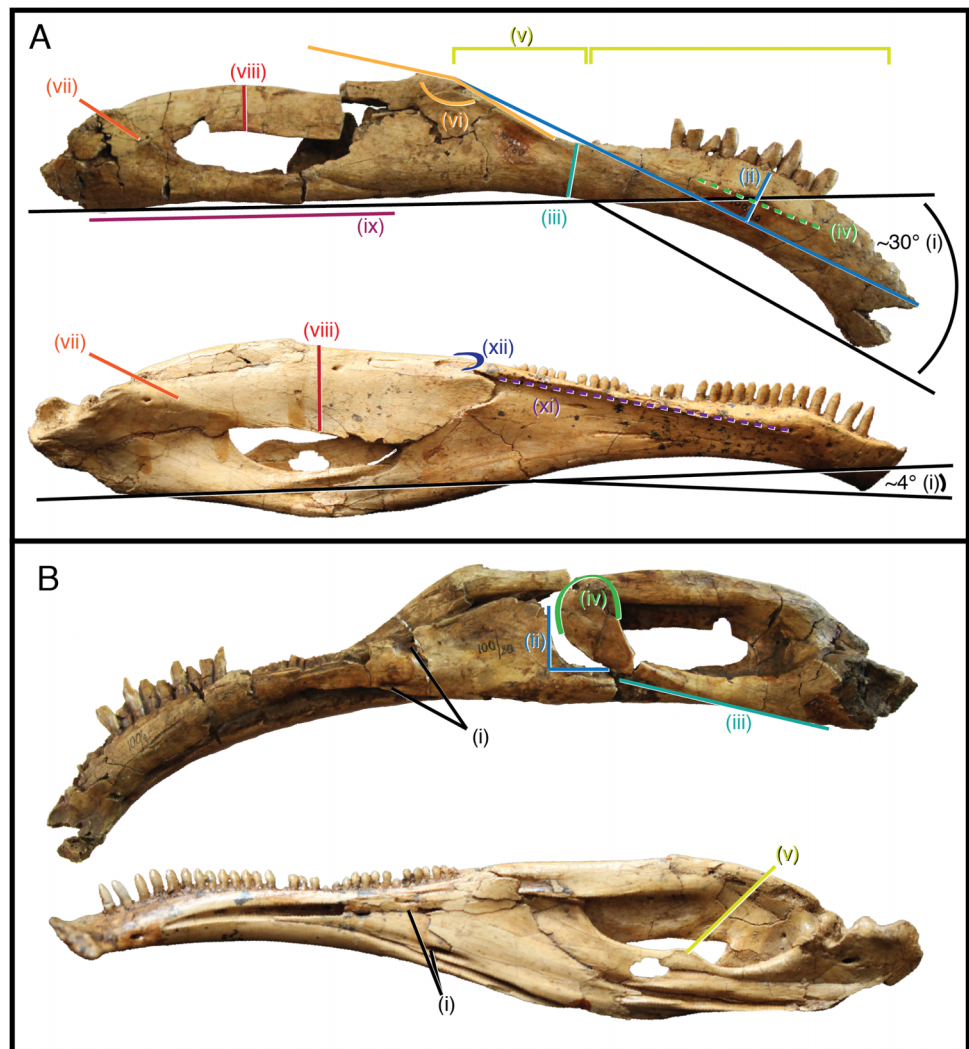 A
(v)
(vii)
(viii)
(vi)
(ii)
(iii)
(iv)
(ix)
~30° (i)
(vii)
(viii)
(xii)
(xi)
~4° (i)
B
(iv)
(ii)
(iii)
(i)
(v)
(i)